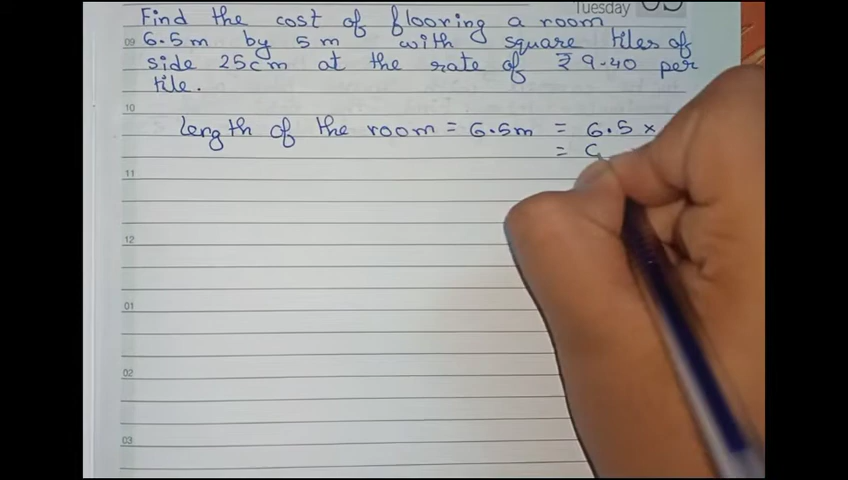 Tuesday
Find the cost of flooring a room
09 6.5m by 5m with square tiles of
side 25cm at the rate of ₹9.40 per
tile.
10
length of the room = 6.5m = 6.5 x
=
11
12
01
02
03